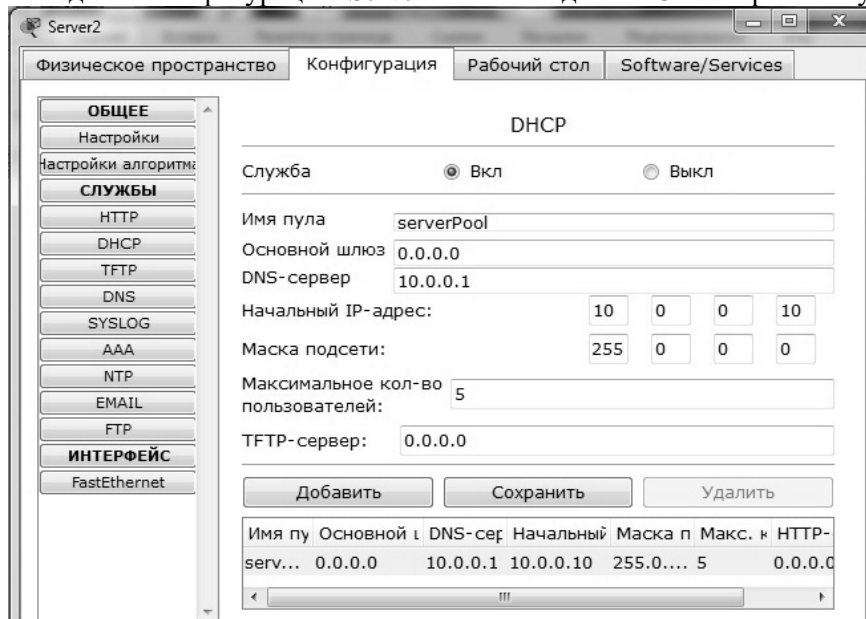 Server2
Физическое пространство Конфигурация Рабочий стол Software/Services
ОБЩЕЕ
Настройки
Настройки алгоритма
СЛУЖБЫ
HTTP
DHCP
TFTP
DNS
SYSLOG
AAA
NTP
EMAIL
FTP
ИНТЕРФЕЙС
FastEthernet
DHCP
Служба Вкл Выкл
Имя пула serverPool
Основной шлюз 0.0.0.0
DNS-сервер 10.0.0.1
Начальный IP-адрес: 10 0 0 10
Маска подсети: 255 0 0 0
Максимальное кол-во
пользователей: 5
TFTP-сервер: 0.0.0.0
Добавить Сохранить Удалить
Имя пу Основной DNS-сер Начальный Маска п Макс. к HTTP-
serv... 0.0.0.0 10.0.0.1 10.0.0.10 255.0.... 5 0.0.0.0